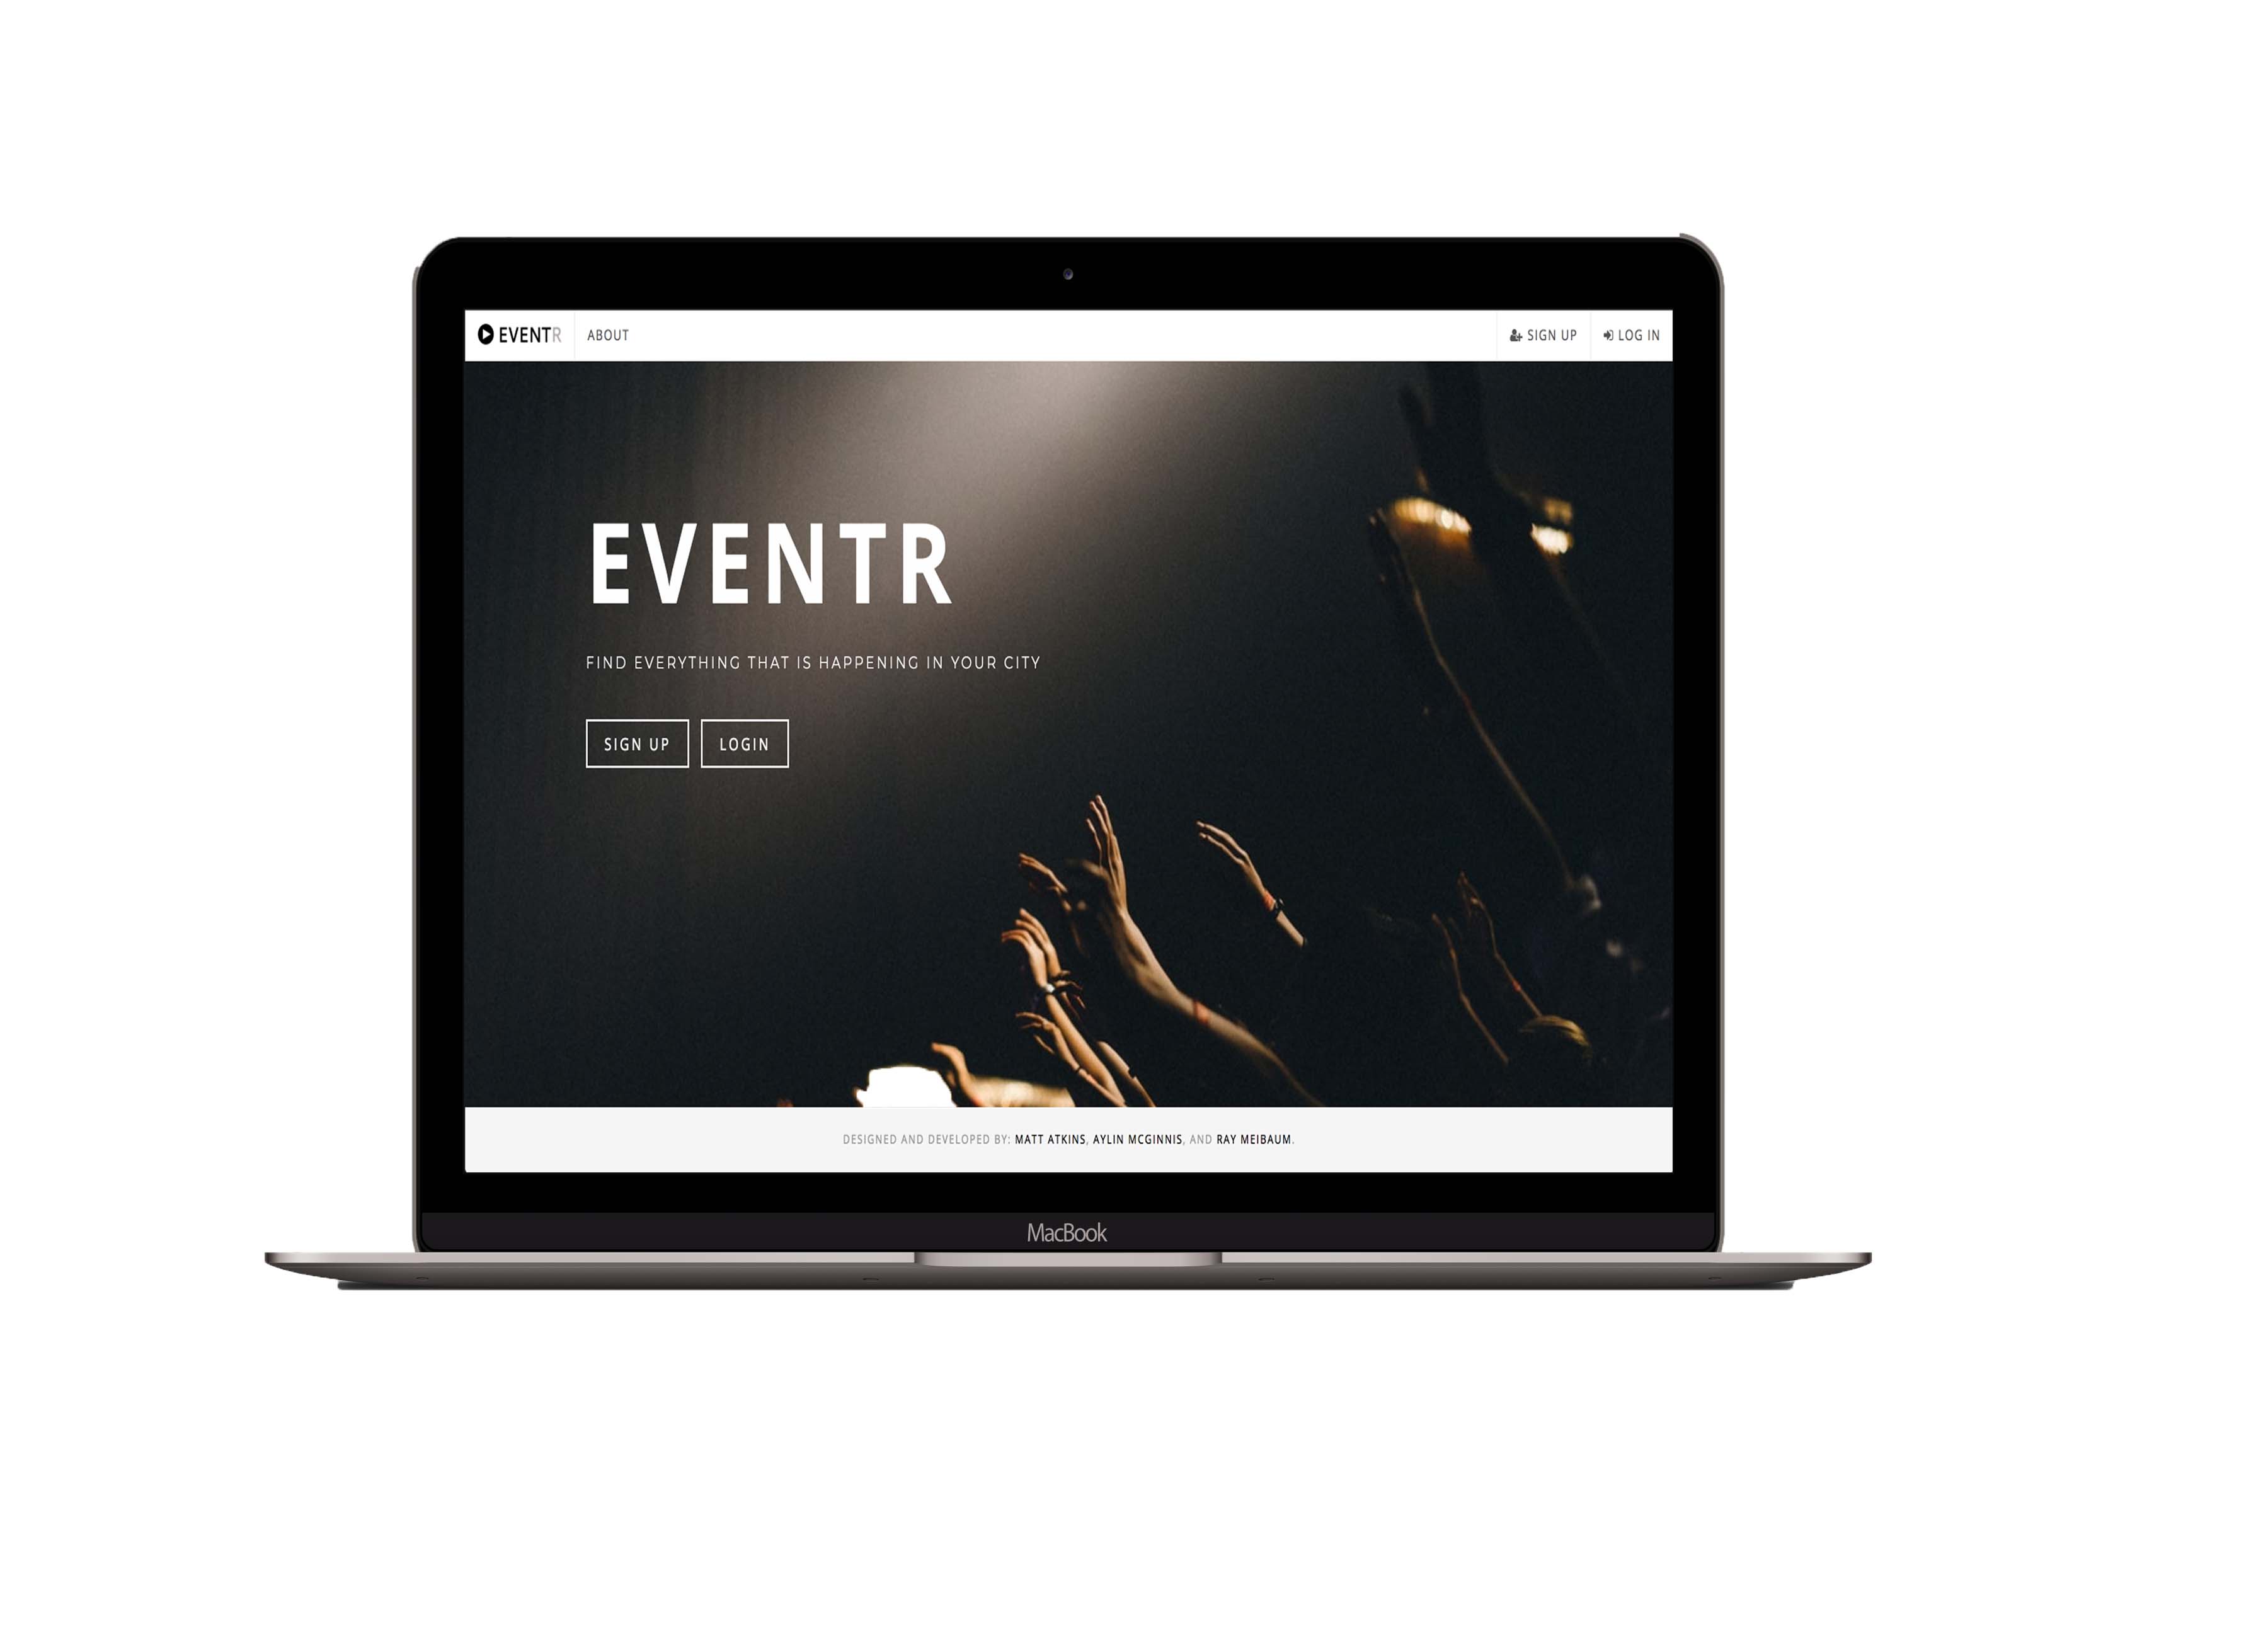 EVENTR ABOUT SIGN UP LOG IN
EVENTR
FIND EVERYTHING THAT IS HAPPENING IN YOUR CITY
SIGN UP LOGIN
DESIGNED AND DEVELOPED BY: MATT ATKINS, AYLIN MCGINNIS, AND RAY MEIBAUM.
MacBook